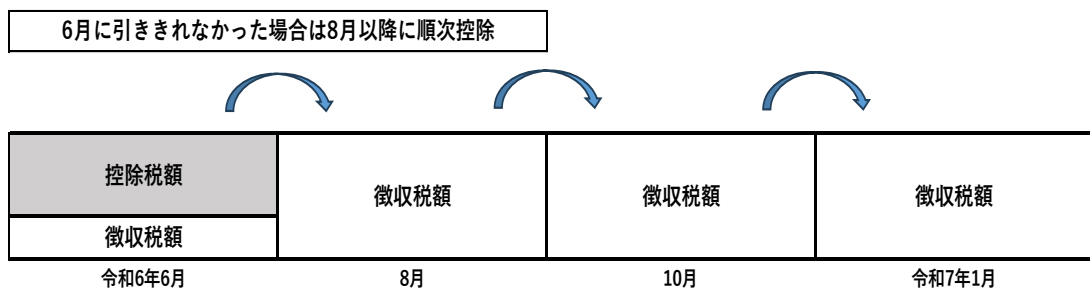 6月に引ききれなかった場合は8月以降に順次控除
控除税額
徴収税額
徴収税額
徴収税額
徴収税額
令和6年6月
8月
10月
令和7年1月